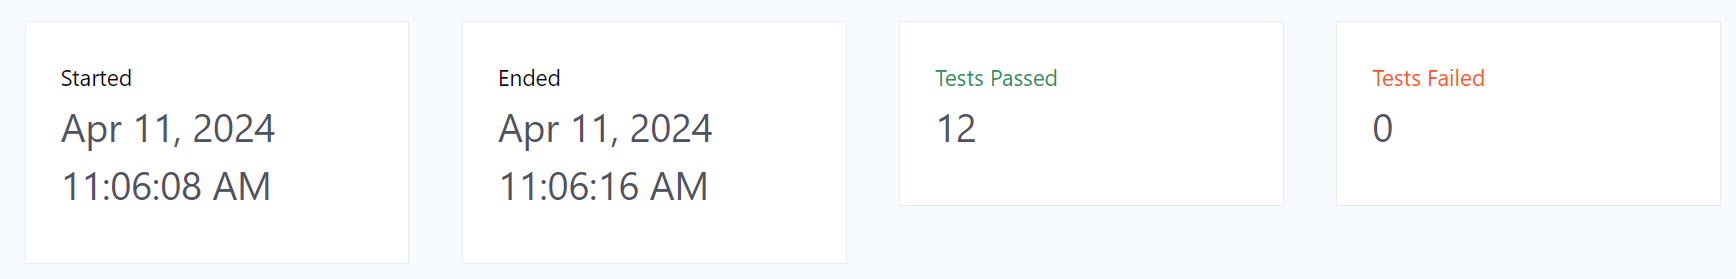 Started
Apr 11, 2024
11:06:08 AM
Ended
Apr 11, 2024
11:06:16 AM
Tests Passed
12
Tests Failed
0